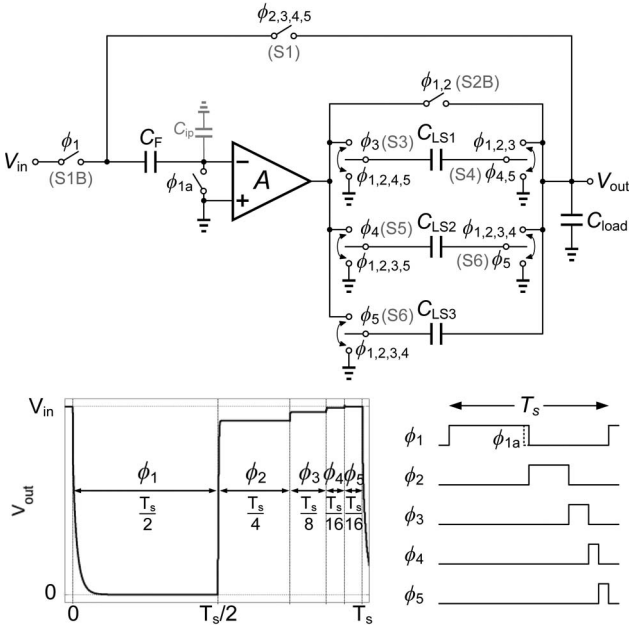 ϕ2,3,4,5
(S1)
ϕ1,2 (S2B)
ϕ1
Vin
(S1B)
CF
Cip
ϕ1a
−
+
A
ϕ3 (S3) CLS1 ϕ1,2,3
ϕ1,2,4,5 (S4) ϕ4,5
Vout
Cload
ϕ4 (S5) CLS2 ϕ1,2,3,4
ϕ1,2,3,5 (S6) ϕ5
ϕ5 (S6) CLS3
ϕ1,2,3,4
Vin
Vout
0
ϕ1 ϕ2 ϕ3 ϕ4 ϕ5
Ts/2 Ts/4 Ts/8 Ts/16 Ts/16
0 Ts/2 Ts
Ts
ϕ1 ϕ1a
ϕ2
ϕ3
ϕ4
ϕ5